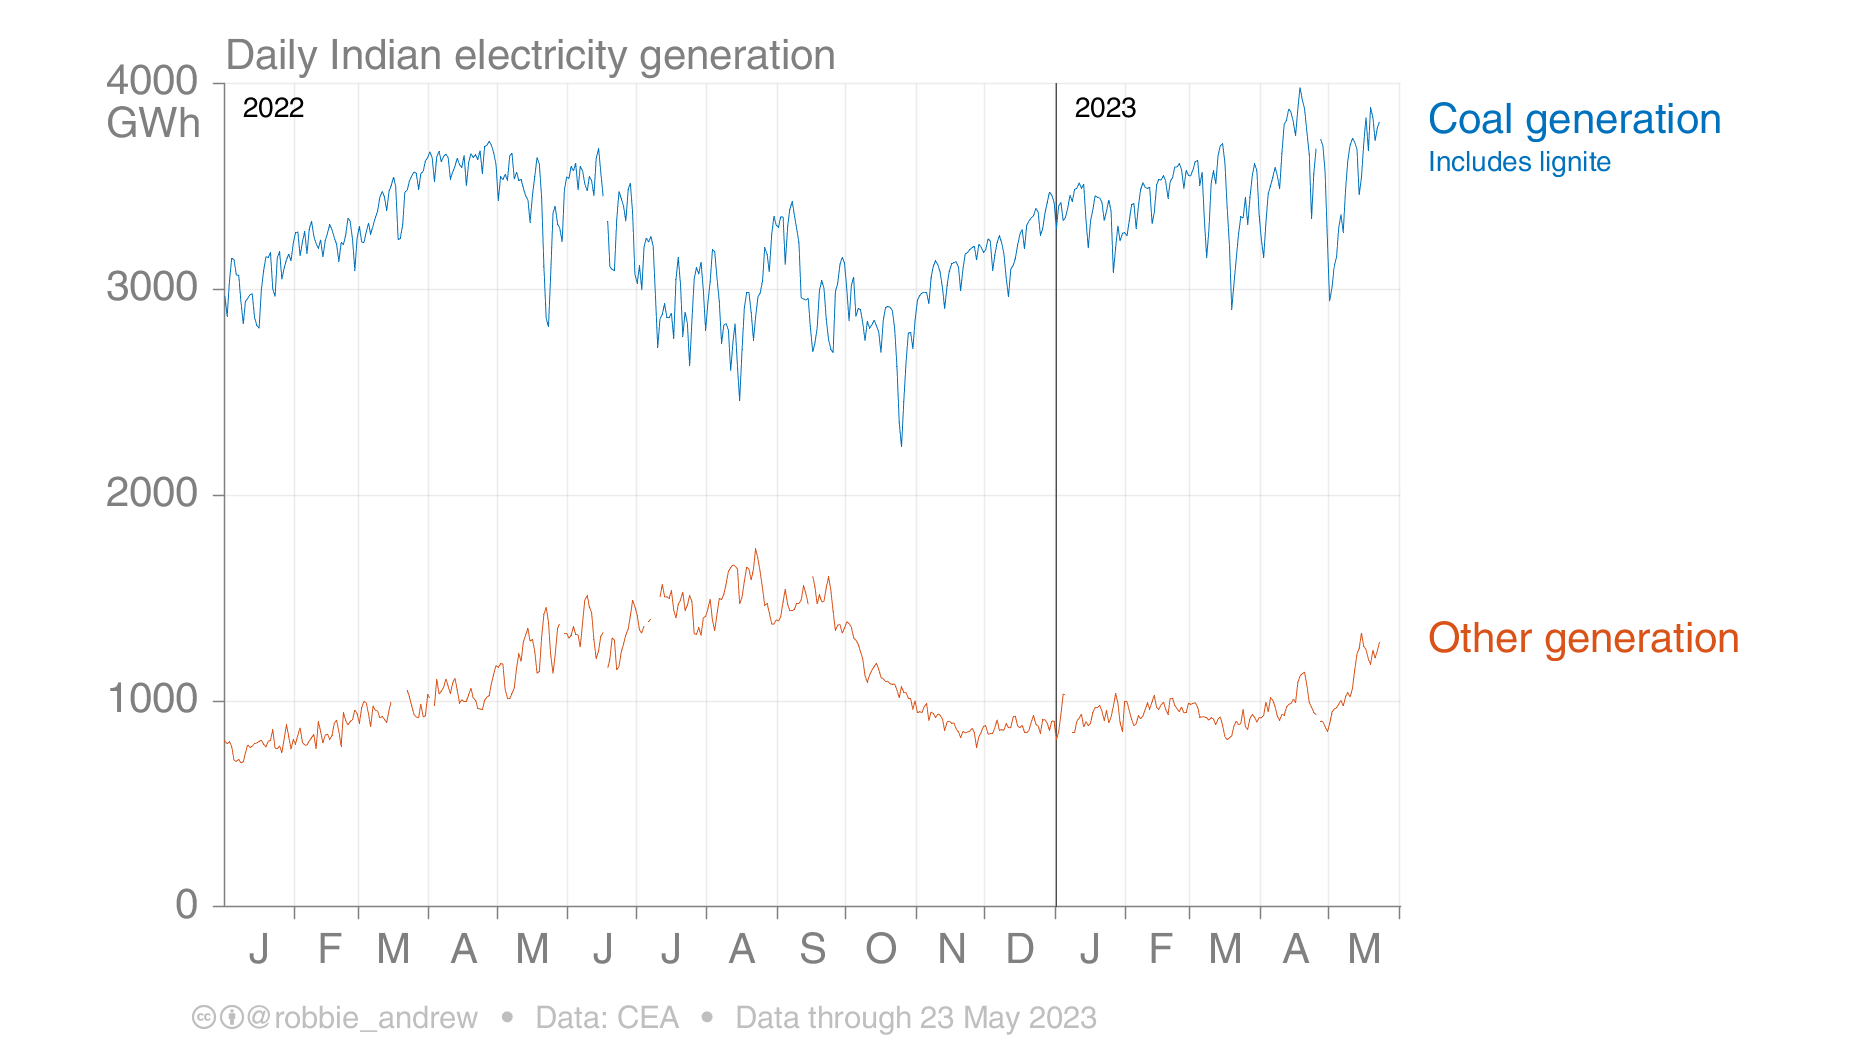 Daily Indian electricity generation
4000
GWh
2022
2023
Coal generation
Includes lignite
3000
2000
Other generation
1000
0
J F M A M J J A S O N D J F M A M
@robbie_andrew • Data: CEA • Data through 23 May 2023